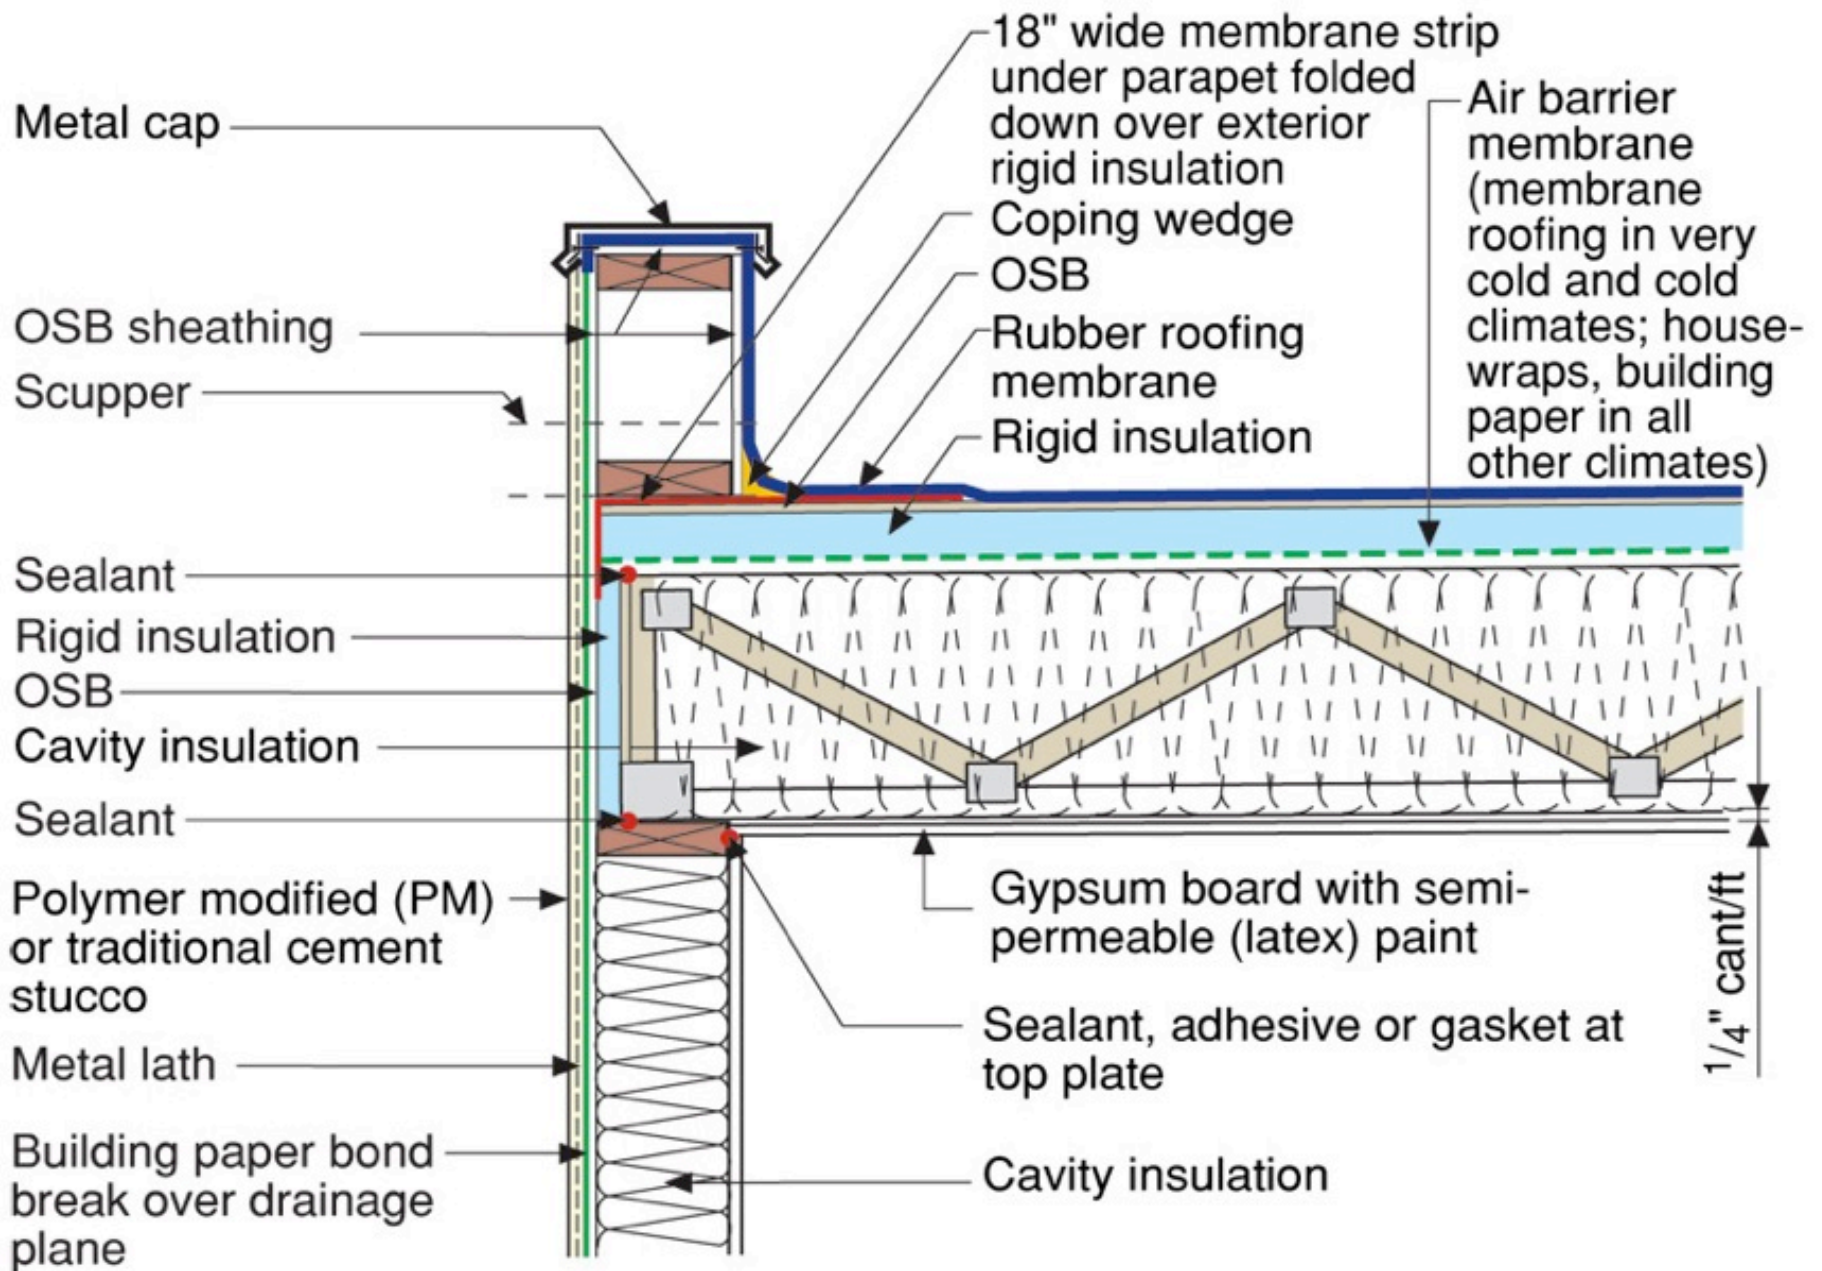 Metal cap
OSB sheathing
Scupper
Sealant
Rigid insulation
OSB
Cavity insulation
Sealant
Polymer modified (PM)
or traditional cement
stucco
Metal lath
Building paper bond
break over drainage
plane
18" wide membrane strip
under parapet folded
down over exterior
rigid insulation
Coping wedge
OSB
Rubber roofing
membrane
Rigid insulation
Air barrier
membrane
(membrane
roofing in very
cold and cold
climates; house-
wraps, building
paper in all
other climates)
Gypsum board with semi-
permeable (latex) paint
Sealant, adhesive or gasket at
top plate
Cavity insulation
1/4" cant/ft